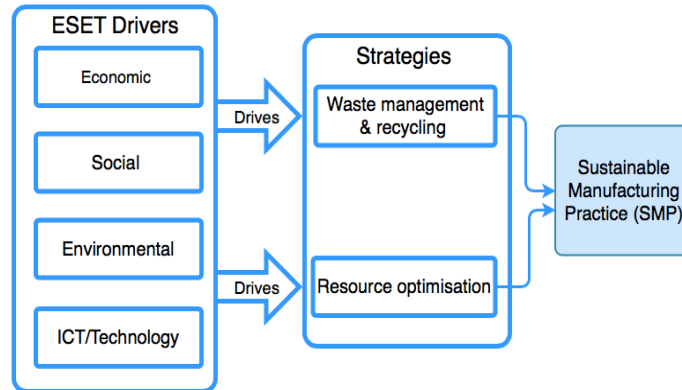 ESET Drivers
Economic
Social
Environmental
ICT/Technology
Drives
Drives
Strategies
Waste management
& recycling
Resource optimisation
Sustainable
Manufacturing
Practice (SMP)